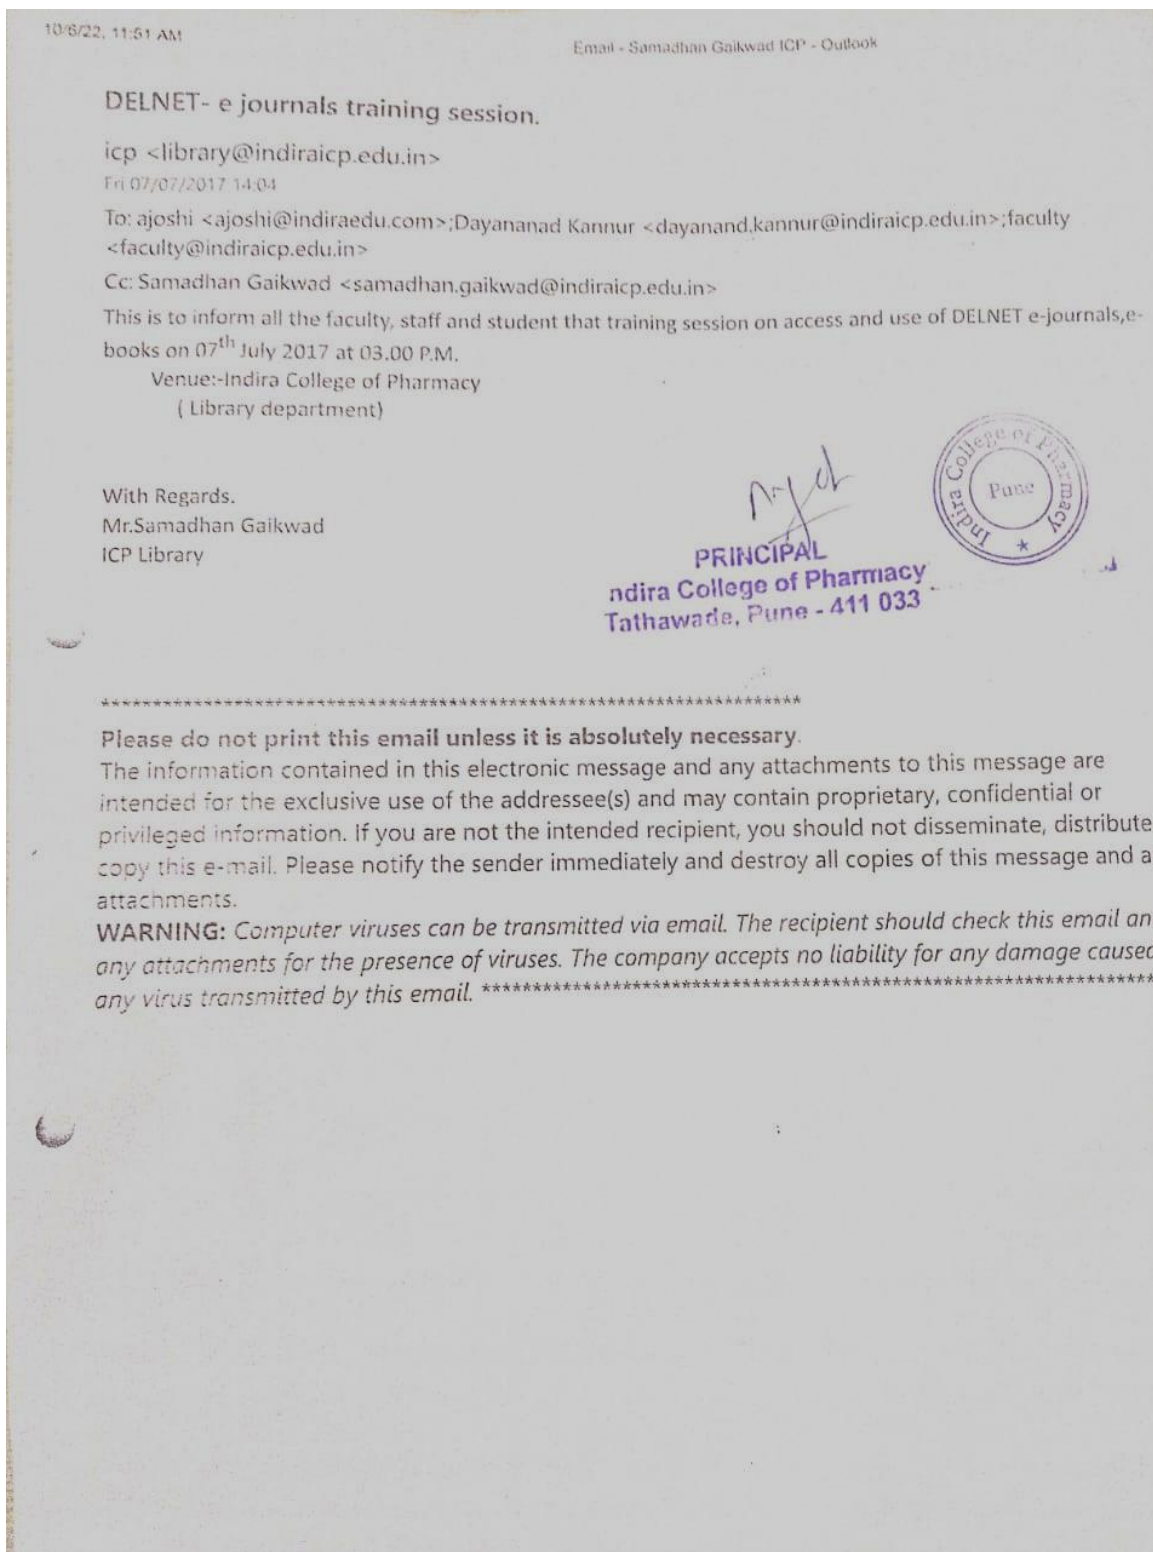 10/6/22, 11:51 AM
Email - Samadhan Gaikwad ICP - Outlook
DELNET- e journals training session.
icp <library@indiraicp.edu.in>
Fri 07/07/2017 14:04
To: ajoshi <ajoshi@indiraedu.com>;Dayananad Kannur <dayanand.kannur@indiraicp.edu.in>;faculty
<faculty@indiraicp.edu.in>
Cc: Samadhan Gaikwad <samadhan.gaikwad@indiraicp.edu.in>
This is to inform all the faculty, staff and student that training session on access and use of DELNET e-journals,e-
books on 07th July 2017 at 03.00 P.M.
Venue:-Indira College of Pharmacy
( Library department)
With Regards.
Mr.Samadhan Gaikwad
ICP Library
Indira College of Pharmacy
Pune
PRINCIPAL
ndira College of Pharmacy
Tathawade, Pune - 411 033
*******************************************************************
Please do not print this email unless it is absolutely necessary.
The information contained in this electronic message and any attachments to this message are
intended for the exclusive use of the addressee(s) and may contain proprietary, confidential or
privileged information. If you are not the intended recipient, you should not disseminate, distribute
copy this e-mail. Please notify the sender immediately and destroy all copies of this message and a
attachments.
WARNING: Computer viruses can be transmitted via email. The recipient should check this email an
any attachments for the presence of viruses. The company accepts no liability for any damage caused
any virus transmitted by this email. ******************************************************************